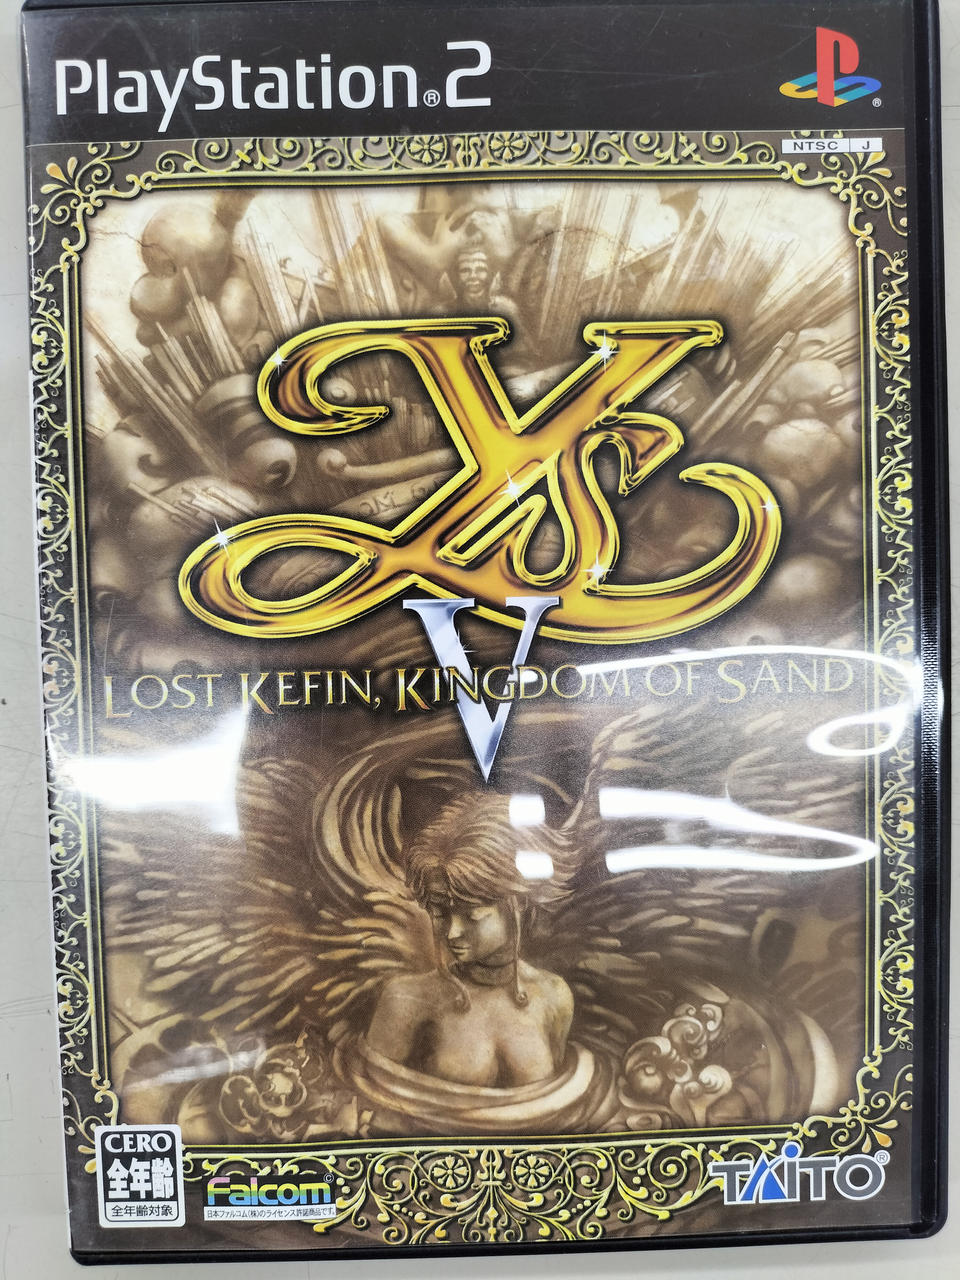 PlayStation®2
NTSC J
Ys
V
LOST KEFIN, KINGDOM OF SAND
CERO
全年齢
全年齢対象
Falcom©
日本ファルコム(株)のライセンス許諾商品です。
TAITO®